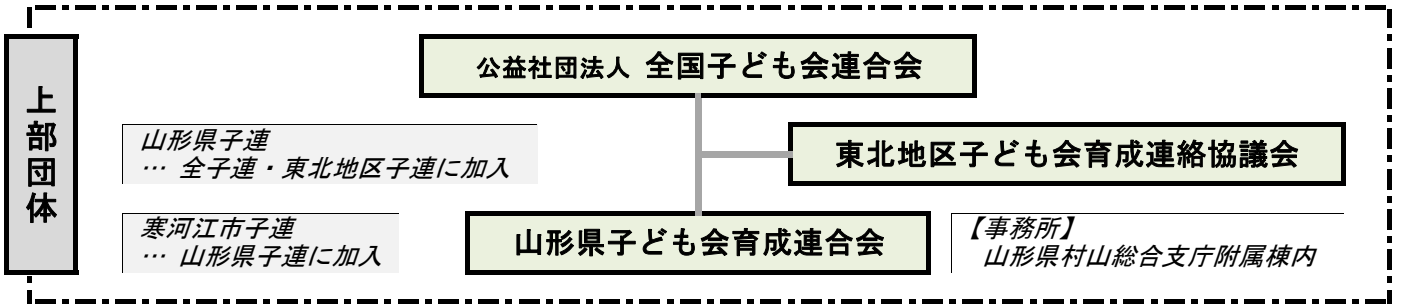 上部団体
公益社団法人 全国子ども会連合会
山形県子連
… 全子連・東北地区子連に加入
東北地区子ども会育成連絡協議会
寒河江市子連
… 山形県子連に加入
山形県子ども会育成連合会
【事務所】
山形県村山総合支庁附属棟内